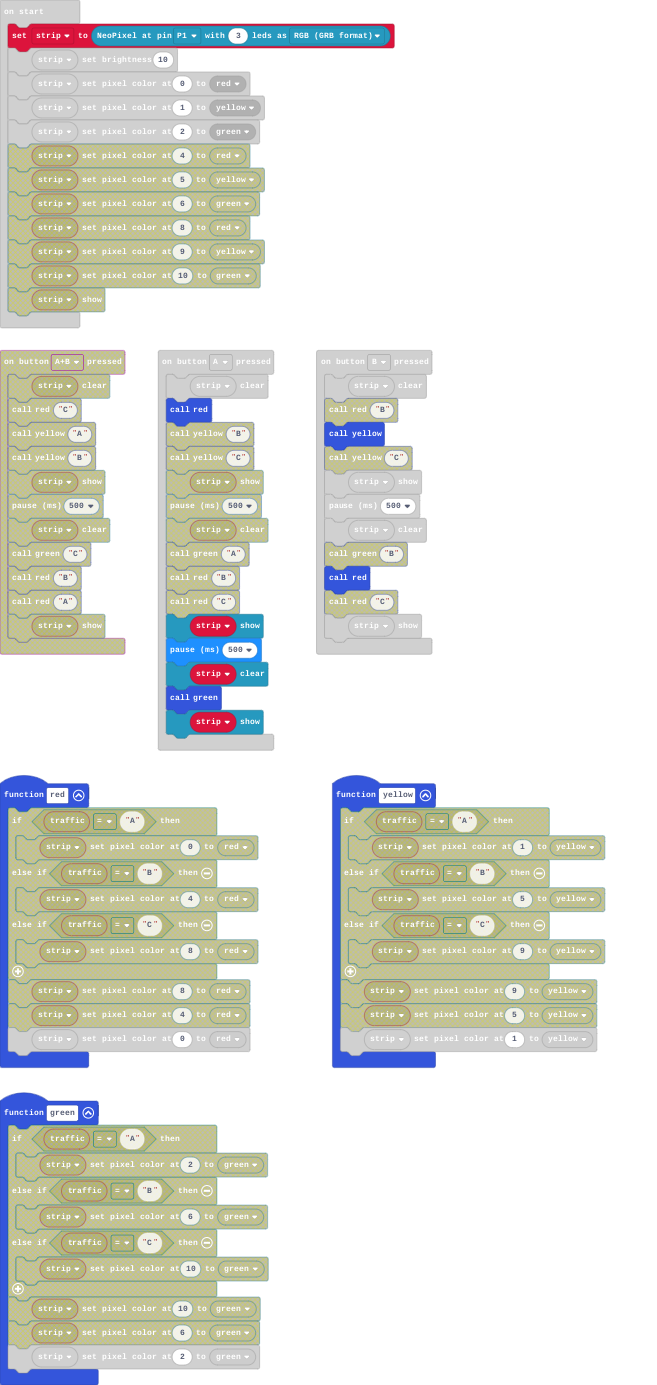 on start
set strip to NeoPixel at pin P1 with 3 leds as RGB (GRB format)
strip set brightness 10
strip set pixel color at 0 to red
strip set pixel color at 1 to yellow
strip set pixel color at 2 to green
strip set pixel color at 4 to red
strip set pixel color at 5 to yellow
strip set pixel color at 6 to green
strip set pixel color at 8 to red
strip set pixel color at 9 to yellow
strip set pixel color at 10 to green
strip show
on button A+B pressed
strip clear
call red "C"
call yellow "A"
call yellow "B"
strip show
pause (ms) 500
strip clear
call green "C"
call red "B"
call red "A"
strip show
on button A pressed
strip clear
call red
call yellow "B"
call yellow "C"
strip show
pause (ms) 500
strip clear
call green "A"
call red "B"
call red "C"
strip show
pause (ms) 500
strip clear
call green
strip show
on button B pressed
strip clear
call red "B"
call yellow
call yellow "C"
strip show
pause (ms) 500
strip clear
call green "B"
call red
call red "C"
strip show
function red
if traffic = "A" then
strip set pixel color at 0 to red
else if traffic = "B" then
strip set pixel color at 4 to red
else if traffic = "C" then
strip set pixel color at 8 to red
strip set pixel color at 8 to red
strip set pixel color at 4 to red
strip set pixel color at 0 to red
function yellow
if traffic = "A" then
strip set pixel color at 1 to yellow
else if traffic = "B" then
strip set pixel color at 5 to yellow
else if traffic = "C" then
strip set pixel color at 9 to yellow
strip set pixel color at 9 to yellow
strip set pixel color at 5 to yellow
strip set pixel color at 1 to yellow
function green
if traffic = "A" then
strip set pixel color at 2 to green
else if traffic = "B" then
strip set pixel color at 6 to green
else if traffic = "C" then
strip set pixel color at 10 to green
strip set pixel color at 10 to green
strip set pixel color at 6 to green
strip set pixel color at 2 to green